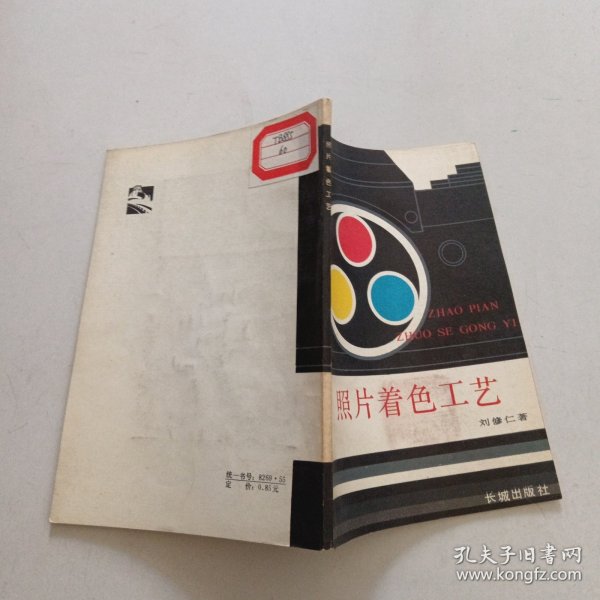 照片着色工艺
ZHAO PIAN
ZHUO SE GONG YI
照片着色工艺
刘修仁著
长城出版社
统一书号：8268·55
定 价：0.85元
60
孔夫子旧书网
www.kongfz.com